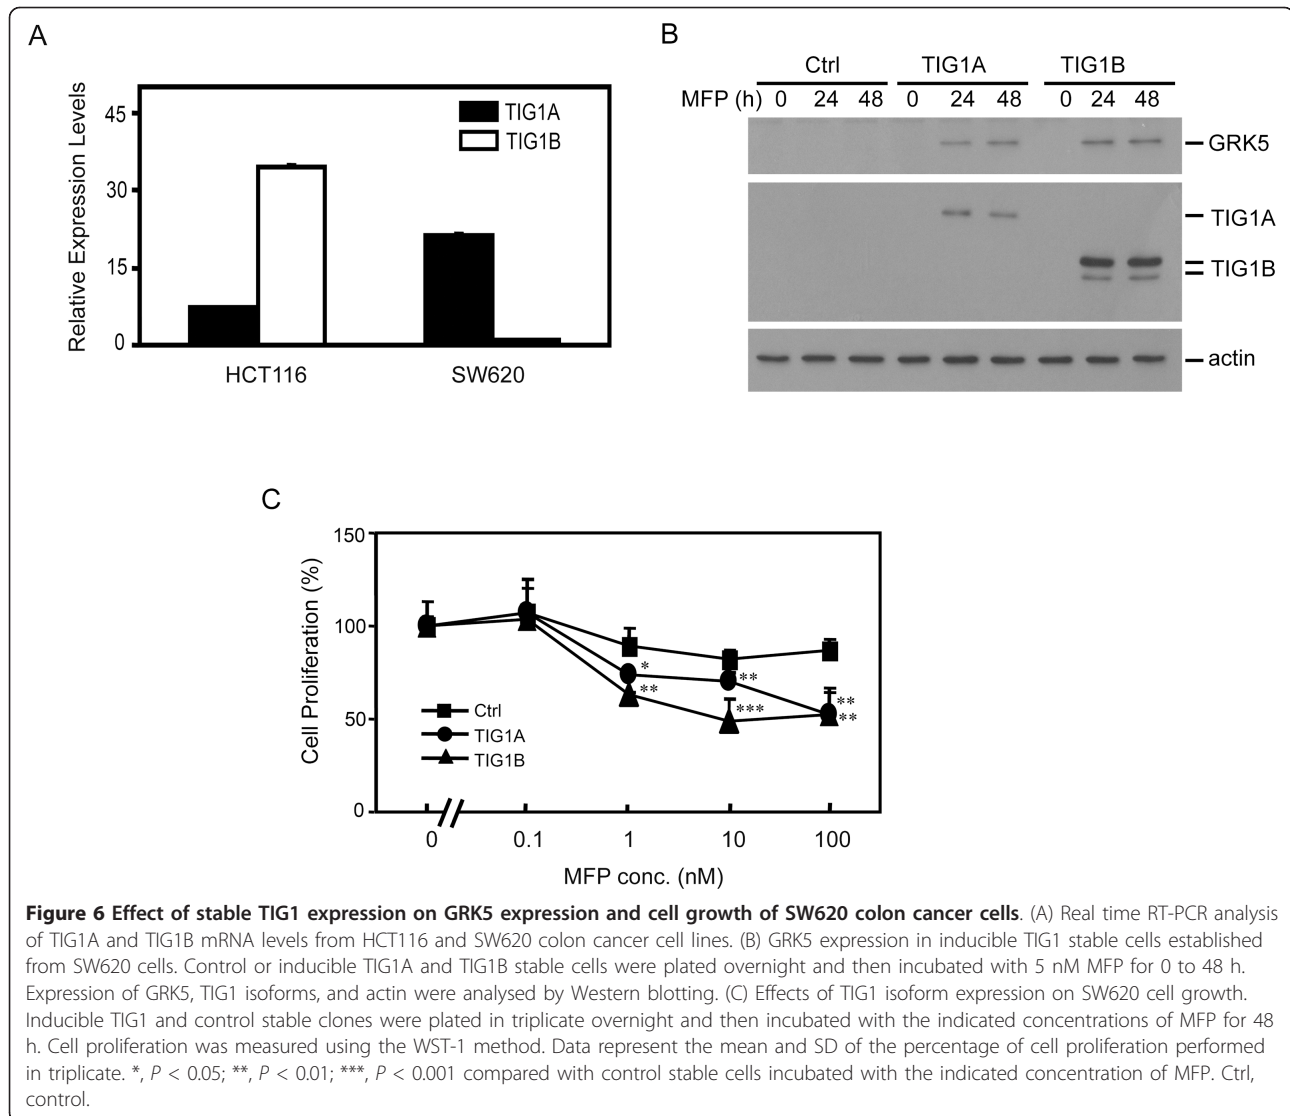 A
Relative Expression Levels
45
30
15
0
TIG1A
TIG1B
HCT116
SW620
B
Ctrl TIG1A TIG1B
MFP (h) 0 24 48 0 24 48 0 24 48
GRK5
TIG1A
TIG1B
actin
C
Cell Proliferation (%)
150
100
50
0
* ** ** *** ** **
Ctrl
TIG1A
TIG1B
0 0.1 1 10 100
MFP conc. (nM)
Figure 6 Effect of stable TIG1 expression on GRK5 expression and cell growth of SW620 colon cancer cells. (A) Real time RT-PCR analysis
of TIG1A and TIG1B mRNA levels from HCT116 and SW620 colon cancer cell lines. (B) GRK5 expression in inducible TIG1 stable cells established
from SW620 cells. Control or inducible TIG1A and TIG1B stable cells were plated overnight and then incubated with 5 nM MFP for 0 to 48 h.
Expression of GRK5, TIG1 isoforms, and actin were analysed by Western blotting. (C) Effects of TIG1 isoform expression on SW620 cell growth.
Inducible TIG1 and control stable clones were plated in triplicate overnight and then incubated with the indicated concentrations of MFP for 48
h. Cell proliferation was measured using the WST-1 method. Data represent the mean and SD of the percentage of cell proliferation performed
in triplicate. *, P < 0.05; **, P < 0.01; ***, P < 0.001 compared with control stable cells incubated with the indicated concentration of MFP. Ctrl,
control.